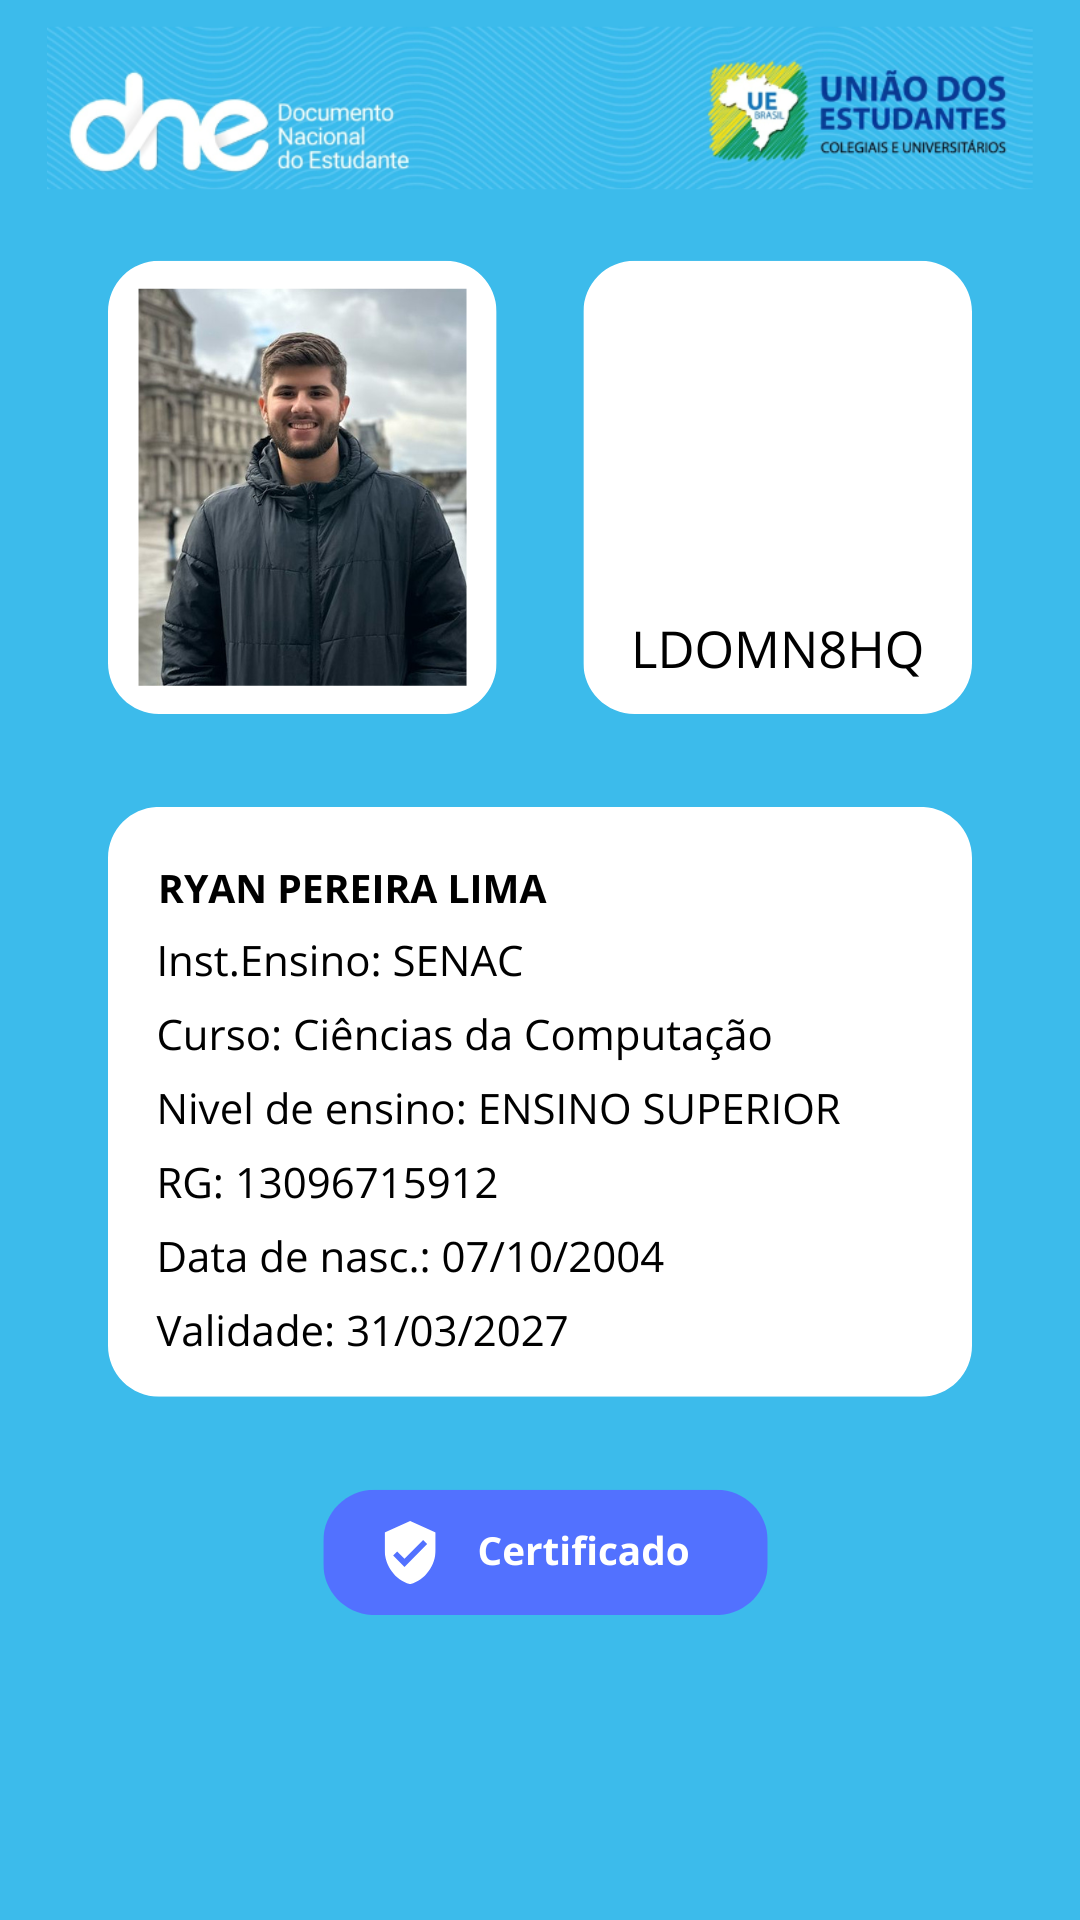 dne Documento
Nacional
do Estudante
UE
BRASIL
UNIÃO DOS
ESTUDANTES
COLEGIAIS E UNIVERSITÁRIOS
LDOMN8HQ
RYAN PEREIRA LIMA
Inst.Ensino: SENAC
Curso: Ciências da Computação
Nivel de ensino: ENSINO SUPERIOR
RG: 13096715912
Data de nasc.: 07/10/2004
Validade: 31/03/2027
Certificado